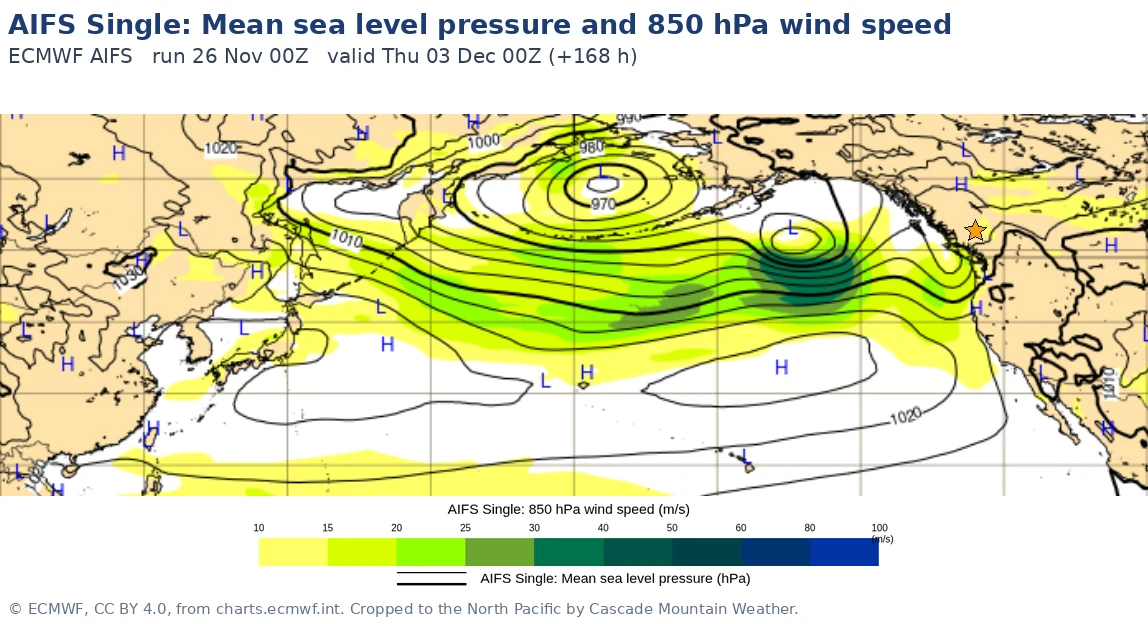 AIFS Single: Mean sea level pressure and 850 hPa wind speed
ECMWF AIFS run 26 Nov 00Z valid Thu 03 Dec 00Z (+168 h)
H H H 990
H L
1020 1000 980
H L L
L H L
L 970
L L L
1010
L H H
1030 L
L H
L L L H
H H H H
L L L
1020 1010
H H
L L
L
H
AIFS Single: 850 hPa wind speed (m/s)
10 15 20 25 30 40 50 60 80 100
(m/s)
AIFS Single: Mean sea level pressure (hPa)
© ECMWF, CC BY 4.0, from charts.ecmwf.int. Cropped to the North Pacific by Cascade Mountain Weather.